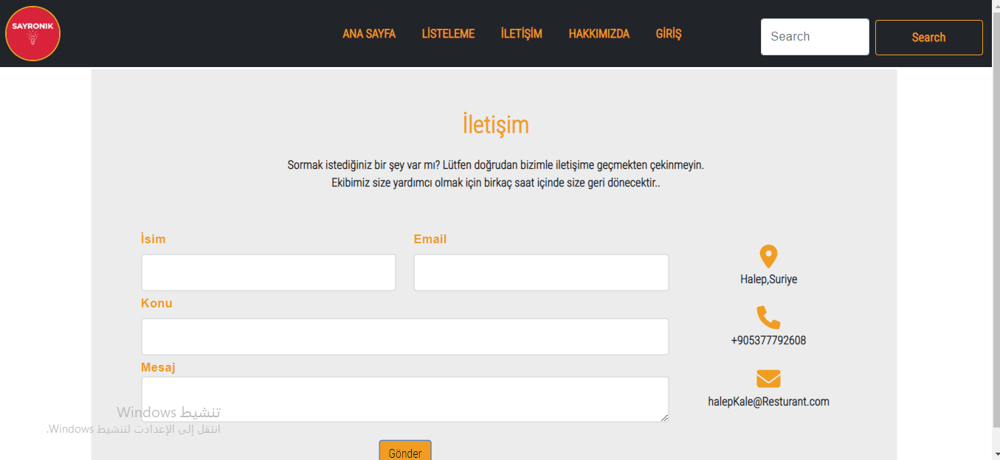 SAYRONIK
ANA SAYFA LİSTELEME İLETİŞİM HAKKIMIZDA GİRİŞ Search Search
İletişim
Sormak istediğiniz bir şey var mı? Lütfen doğrudan bizimle iletişime geçmekten çekinmeyin.
Ekibimiz size yardımcı olmak için birkaç saat içinde size geri dönecektir..
İsim Email
Konu
Mesaj
Halep,Suriye
+905377792608
halepKale@Resturant.com
تنشيط Windows
انتقل إلى الإعدادت لتنشيط Windows.
Gönder